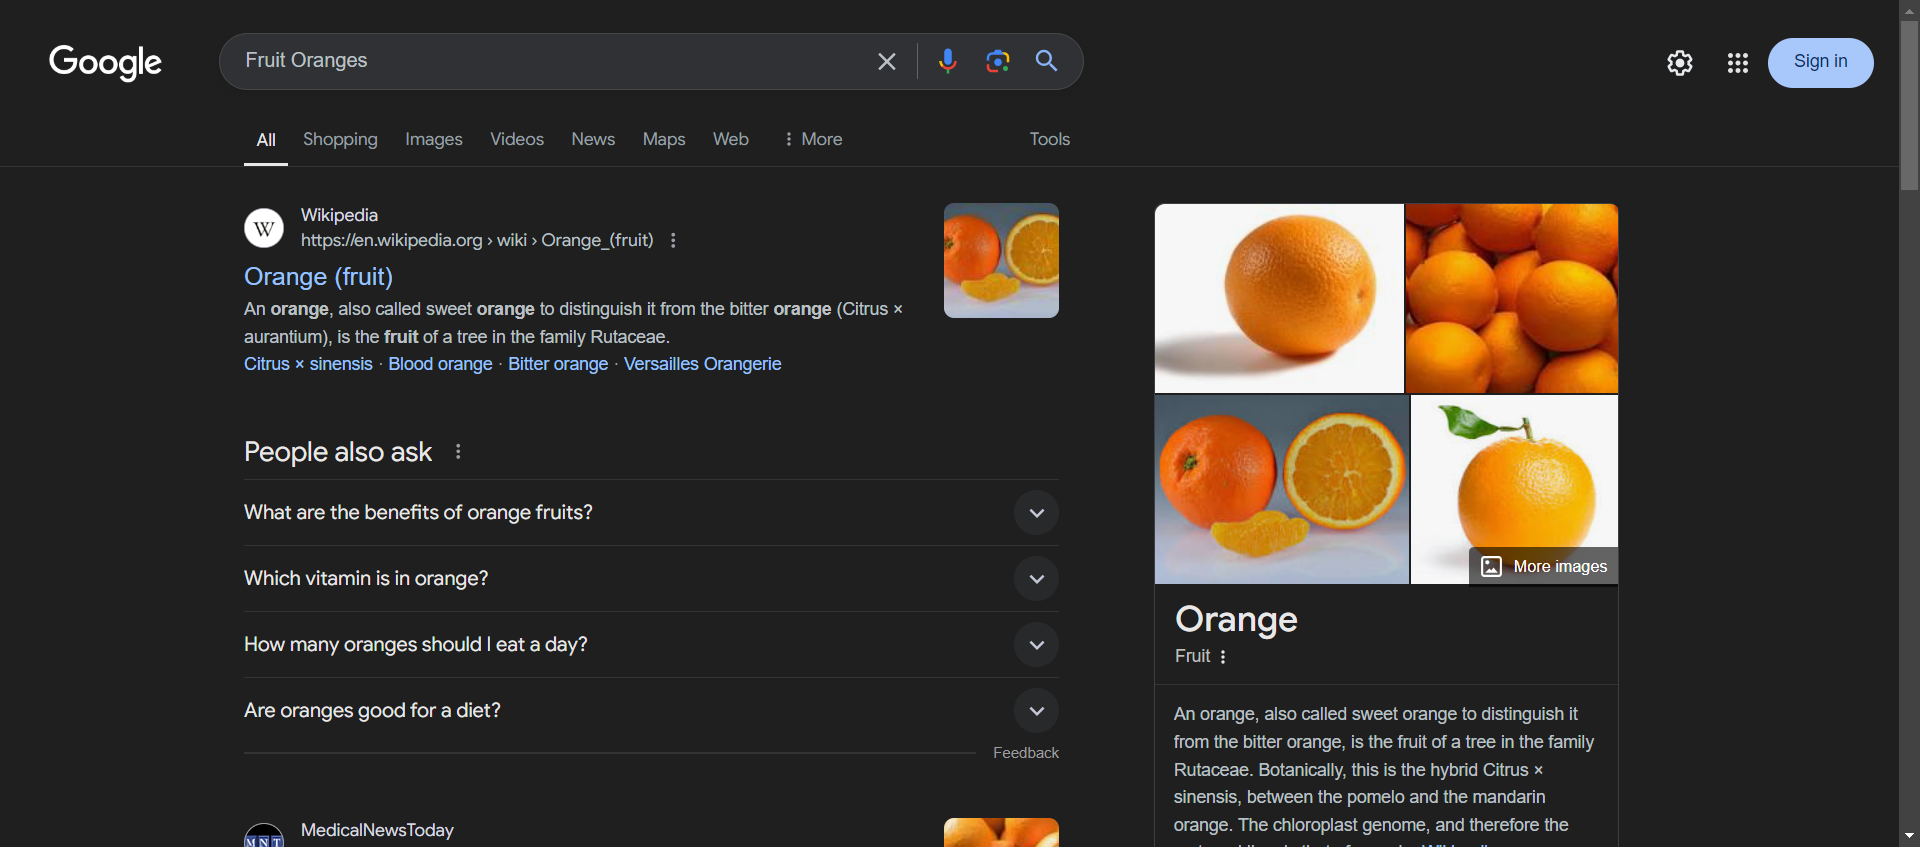 Google
Fruit Oranges
Sign in
All
Shopping
Images
Videos
News
Maps
Web
More
Tools
W
Wikipedia
https://en.wikipedia.org › wiki › Orange_(fruit)
Orange (fruit)
An orange, also called sweet orange to distinguish it from the bitter orange (Citrus ×
aurantium), is the fruit of a tree in the family Rutaceae.
Citrus × sinensis · Blood orange · Bitter orange · Versailles Orangerie
People also ask
What are the benefits of orange fruits?
Which vitamin is in orange?
How many oranges should I eat a day?
Are oranges good for a diet?
Feedback
MNT
MedicalNewsToday
More images
Orange
Fruit
An orange, also called sweet orange to distinguish it
from the bitter orange, is the fruit of a tree in the family
Rutaceae. Botanically, this is the hybrid Citrus ×
sinensis, between the pomelo and the mandarin
orange. The chloroplast genome, and therefore the